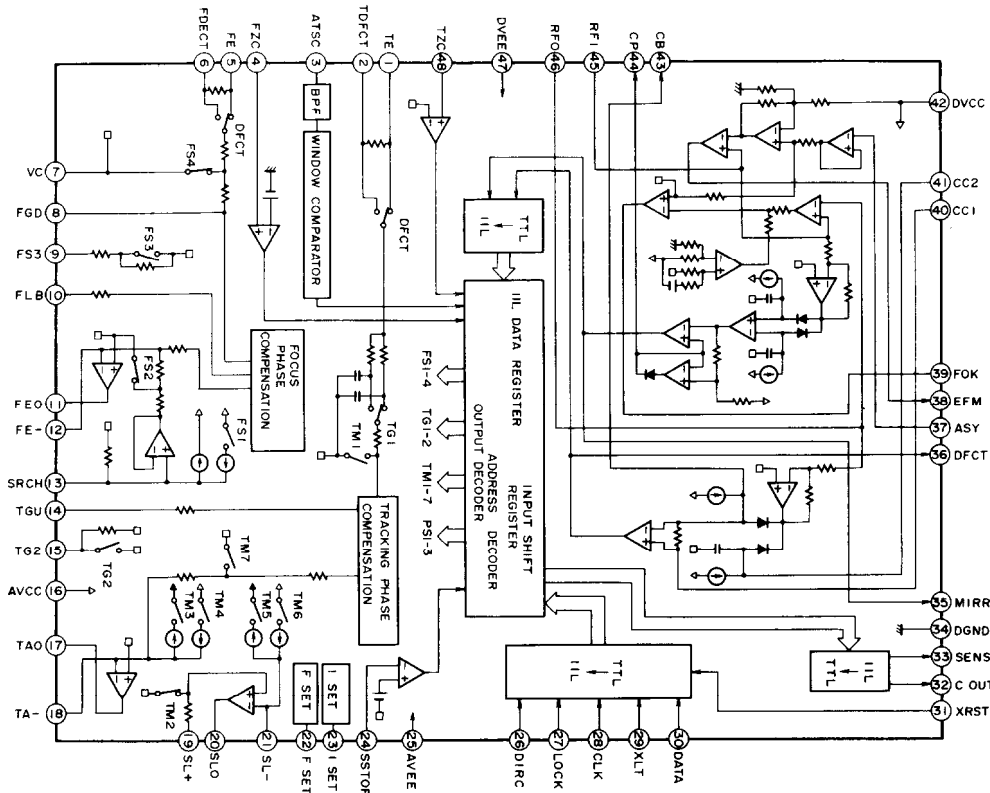 FDECT
FE
FZC
ATSC
TDFCT
TE
TZC
DVEE
RFO
RFI
CP
CB
6
5
4
3
2
1
48
47
46
45
44
43
42 DVCC
41 CC2
40 CC1
39 FOK
38 EFM
37 ASY
36 DFCT
35 MIRR
34 DGND
33 SENS
32 C OUT
31 XRST
VC 7
FGD 8
FS3 9
FLB 10
FEO 11
FE- 12
SRCH 13
TGU 14
TG2 15
AVCC 16
TAO 17
TA- 18
DFCT
FS4
FS3
BPF
WINDOW COMPARATOR
DFCT
IIL
TTL
FS2
FS1
FOCUS
PHASE
COMPENSATION
TM1
TG1
FS1-4
TG1-2
TM1-7
PS1-3
IIL DATA REGISTER
INPUT SHIFT
REGISTER
ADDRESS DECODER
OUTPUT DECODER
TRACKING PHASE
COMPENSATION
TG2
TM7
TM3
TM4
TM5
TM6
TM2
F SET
I SET
IIL
TTL
TTL
IIL
19
20
21
22
23
24
25
26
27
28
29
30
SL+
SLO
SL-
F SET
I SET
SSTOP
AVEE
DIRC
LOCK
CLK
XLT
DATA